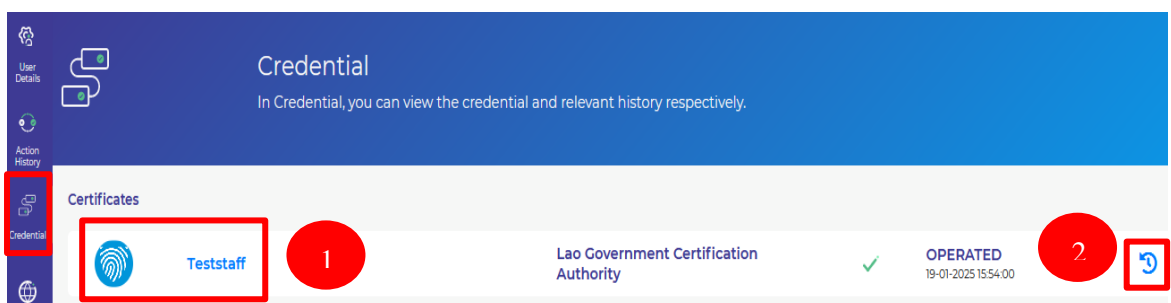 User
Details
Action
History
Credential
Credential
In Credential, you can view the credential and relevant history respectively.
Certificates
Teststaff
1
Lao Government Certification
Authority
OPERATED
19-01-2025 15:54:00
2